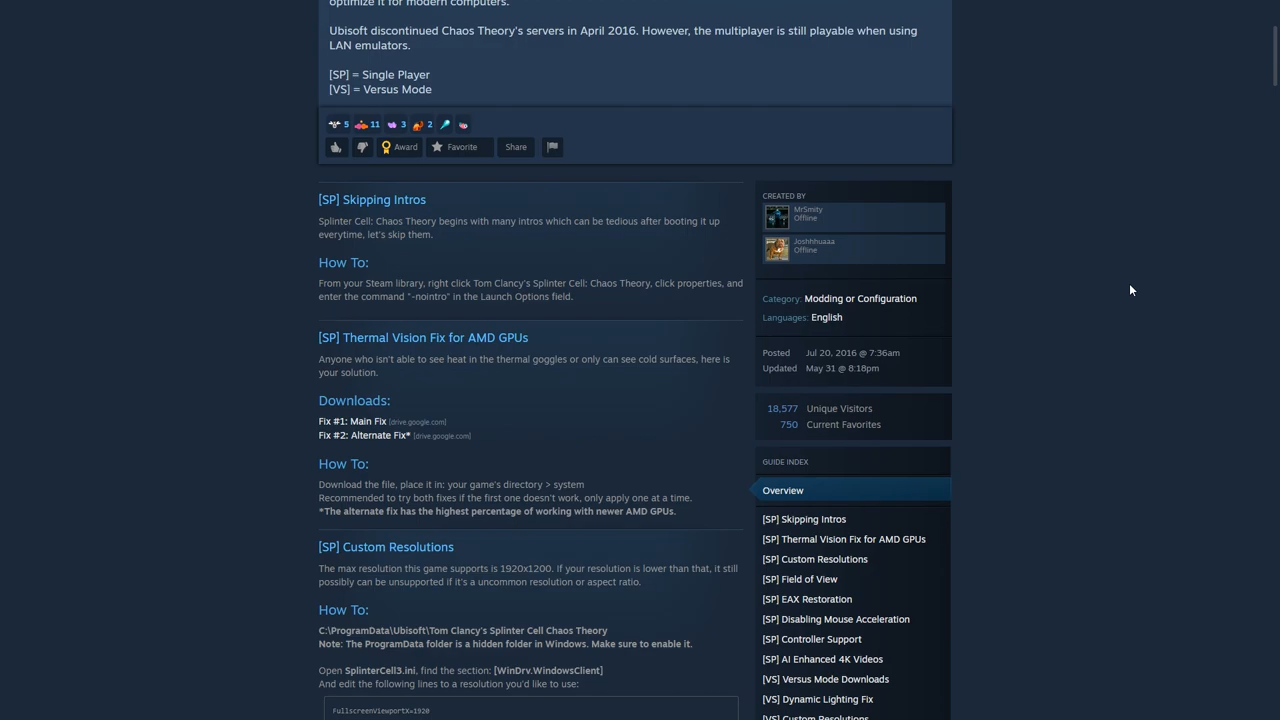 optimize it for modern computers.
Ubisoft discontinued Chaos Theory's servers in April 2016. However, the multiplayer is still playable when using
LAN emulators.
[SP] = Single Player
[VS] = Versus Mode
5
11
3
2
Award
Favorite
Share
[SP] Skipping Intros
Splinter Cell: Chaos Theory begins with many intros which can be tedious after booting it up
everytime, let's skip them.
How To:
From your Steam library, right click Tom Clancy's Splinter Cell: Chaos Theory, click properties, and
enter the command "-nointro" in the Launch Options field.
[SP] Thermal Vision Fix for AMD GPUs
Anyone who isn't able to see heat in the thermal goggles or only can see cold surfaces, here is
your solution.
Downloads:
Fix #1: Main Fix [drive.google.com]
Fix #2: Alternate Fix* [drive.google.com]
How To:
Download the file, place it in: your game's directory > system
Recommended to try both fixes if the first one doesn't work, only apply one at a time.
*The alternate fix has the highest percentage of working with newer AMD GPUs.
[SP] Custom Resolutions
The max resolution this game supports is 1920x1200. If your resolution is lower than that, it still
possibly can be unsupported if it's a uncommon resolution or aspect ratio.
How To:
C:\ProgramData\Ubisoft\Tom Clancy's Splinter Cell Chaos Theory
Note: The ProgramData folder is a hidden folder in Windows. Make sure to enable it.
Open SplinterCell3.ini, find the section: [WinDrv.WindowsClient]
And edit the following lines to a resolution you'd like to use:
FullscreenViewportX=1920
CREATED BY
MrSmity
Offline
Joshhhuaaa
Offline
Category: Modding or Configuration
Languages: English
Posted Jul 20, 2016 @ 7:36am
Updated May 31 @ 8:18pm
18,577 Unique Visitors
750 Current Favorites
GUIDE INDEX
Overview
[SP] Skipping Intros
[SP] Thermal Vision Fix for AMD GPUs
[SP] Custom Resolutions
[SP] Field of View
[SP] EAX Restoration
[SP] Disabling Mouse Acceleration
[SP] Controller Support
[SP] AI Enhanced 4K Videos
[VS] Versus Mode Downloads
[VS] Dynamic Lighting Fix
[VS] Custom Resolutions